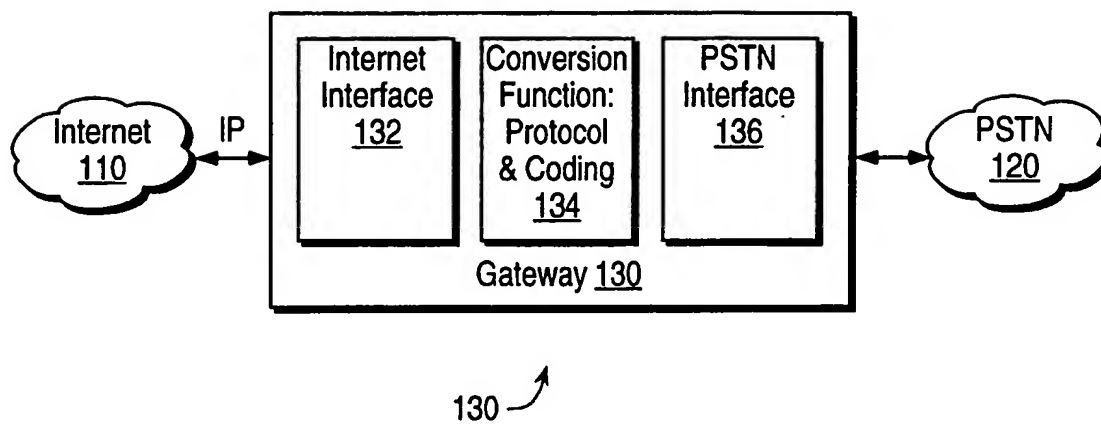 Internet
110
IP
Internet
Interface
132
Conversion
Function:
Protocol
& Coding
134
PSTN
Interface
136
Gateway 130
PSTN
120
130